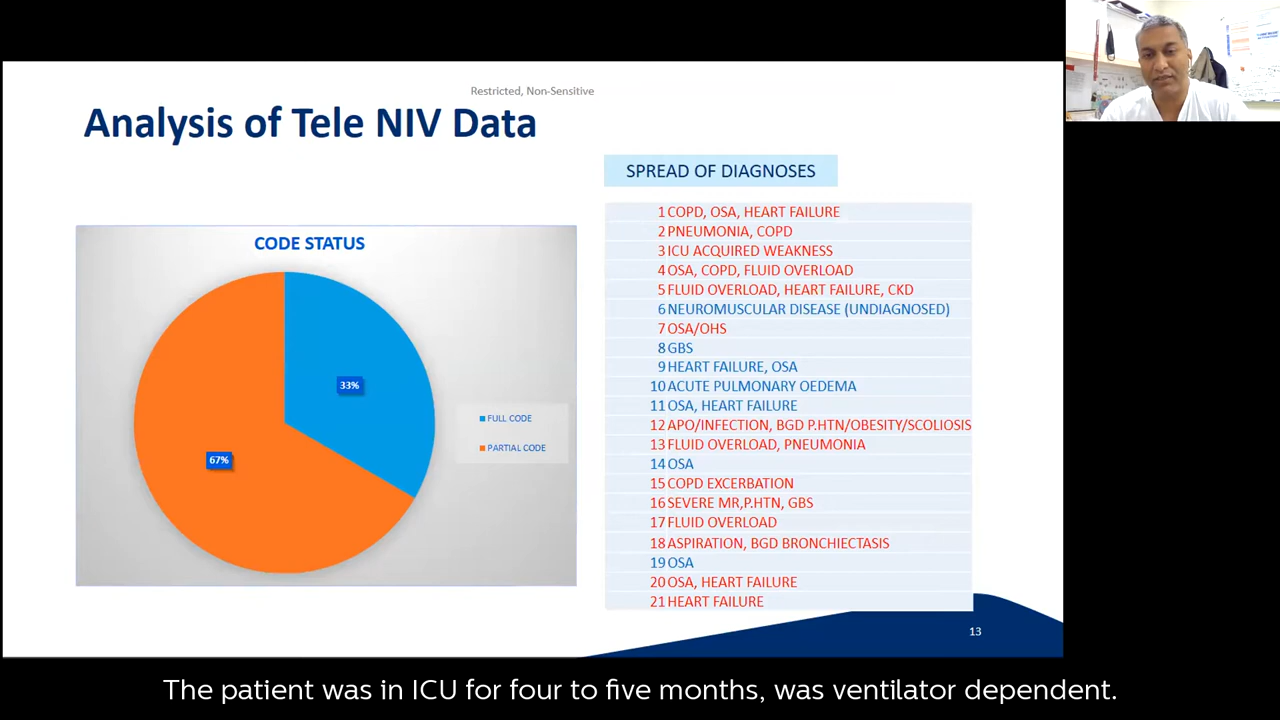 Restricted, Non-Sensitive
Analysis of Tele NIV Data
SPREAD OF DIAGNOSES
CODE STATUS
33%
67%
FULL CODE
PARTIAL CODE
1 COPD, OSA, HEART FAILURE
2 PNEUMONIA, COPD
3 ICU ACQUIRED WEAKNESS
4 OSA, COPD, FLUID OVERLOAD
5 FLUID OVERLOAD, HEART FAILURE, CKD
6 NEUROMUSCULAR DISEASE (UNDIAGNOSED)
7 OSA/OHS
8 GBS
9 HEART FAILURE, OSA
10 ACUTE PULMONARY OEDEMA
11 OSA, HEART FAILURE
12 APO/INFECTION, BGD P.HTN/OBESITY/SCOLIOSIS
13 FLUID OVERLOAD, PNEUMONIA
14 OSA
15 COPD EXCERBATION
16 SEVERE MR,P.HTN, GBS
17 FLUID OVERLOAD
18 ASPIRATION, BGD BRONCHIECTASIS
19 OSA
20 OSA, HEART FAILURE
21 HEART FAILURE
13
The patient was in ICU for four to five months, was ventilator dependent.